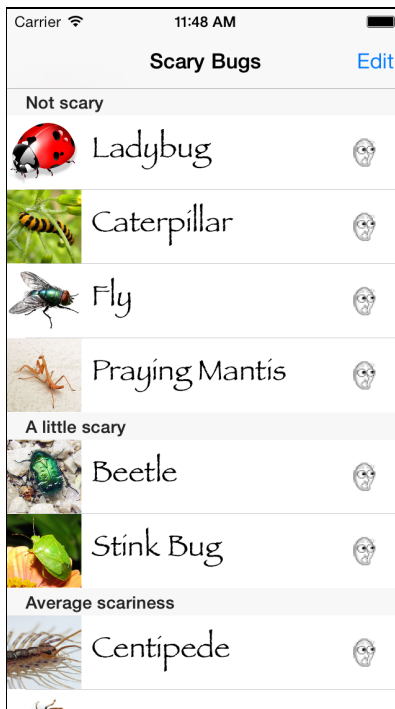 Carrier 11:48 AM
Scary Bugs Edit
Not scary
Ladybug
Caterpillar
Fly
Praying Mantis
A little scary
Beetle
Stink Bug
Average scariness
Centipede